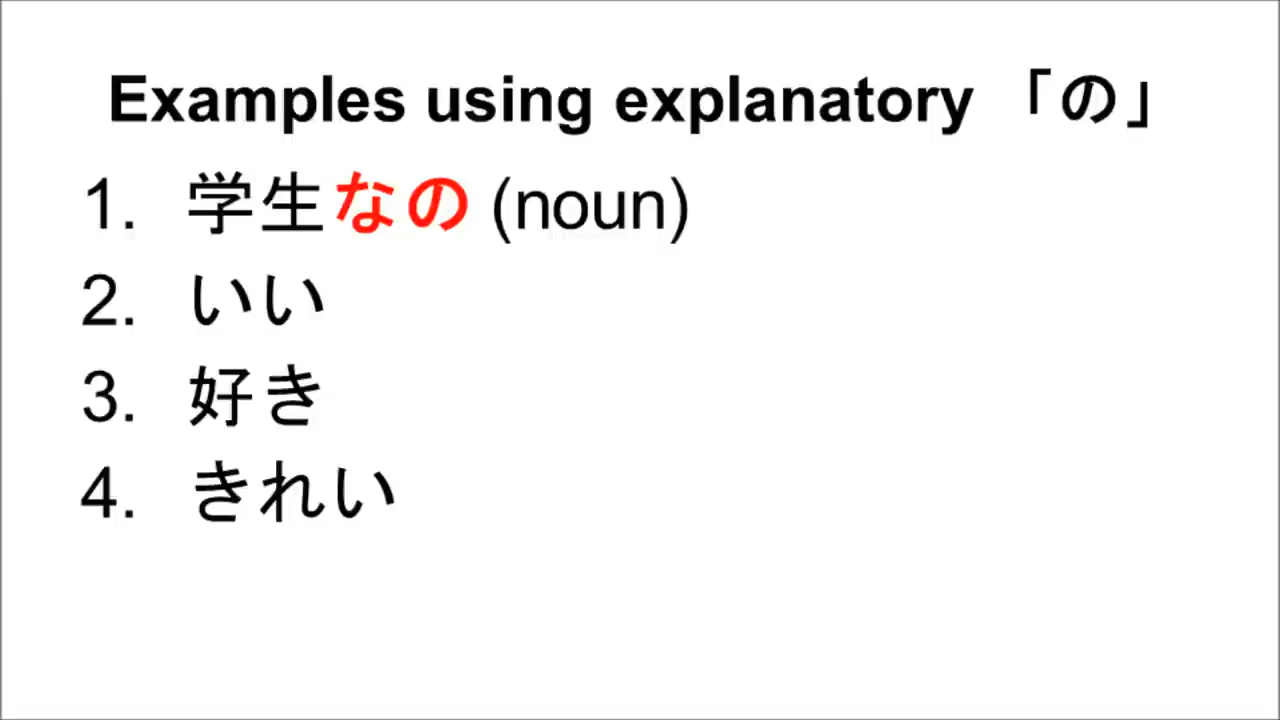 Examples using explanatory 「の」
1. 学生なの (noun)
2. いい
3. 好き
4. きれい